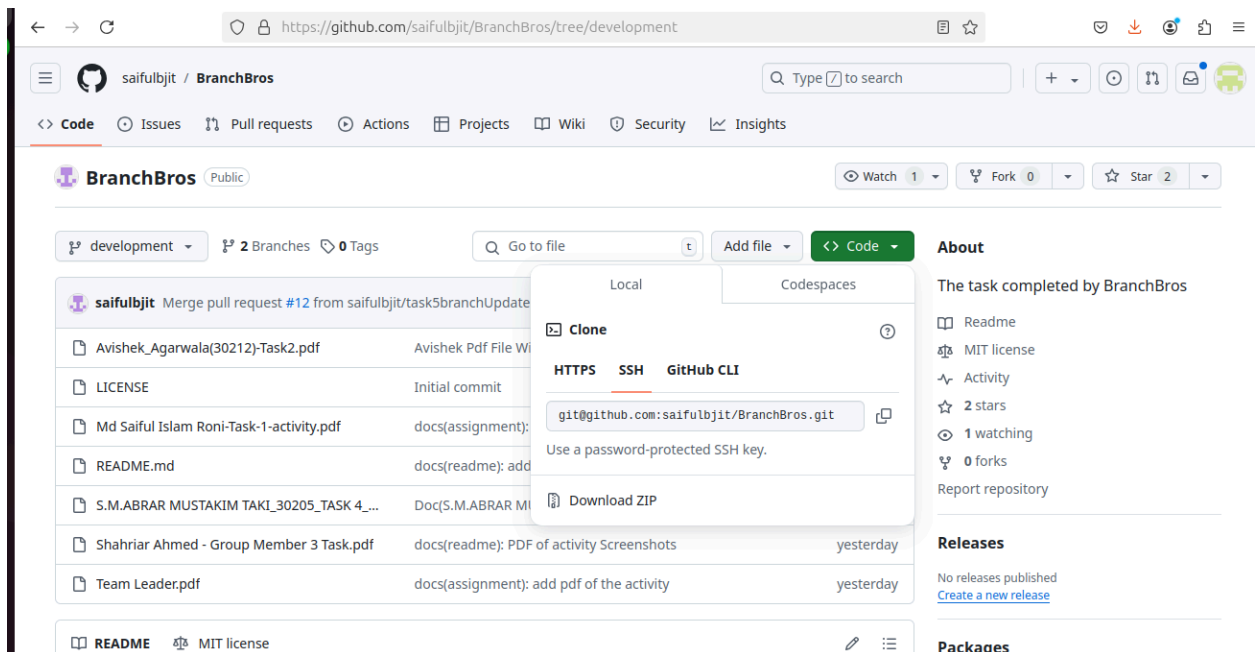 https://github.com/saifulbjit/BranchBros/tree/development
saifulbjit / BranchBros
Type / to search
<> Code Issues Pull requests Actions Projects Wiki Security Insights
BranchBros Public
Watch 1 Fork 0 Star 2
development 2 Branches 0 Tags Go to file t Add file <> Code
About
Local Codespaces
The task completed by BranchBros
saifulbjit Merge pull request #12 from saifulbjit/task5branchUpdate
Readme
Clone
Avishek_Agarwala(30212)-Task2.pdf Avishek Pdf File Wi
MIT license
HTTPS SSH GitHub CLI
Activity
LICENSE Initial commit
2 stars
git@github.com:saifulbjit/BranchBros.git
Md Saiful Islam Roni-Task-1-activity.pdf docs(assignment):
1 watching
Use a password-protected SSH key.
0 forks
README.md docs(readme): add
Report repository
Download ZIP
S.M.ABRAR MUSTAKIM TAKI_30205_TASK 4_... Doc(S.M.ABRAR M
Shahriar Ahmed - Group Member 3 Task.pdf docs(readme): PDF of activity Screenshots yesterday
Releases
No releases published
Team Leader.pdf docs(assignment): add pdf of the activity yesterday
Create a new release
README MIT license
Packages